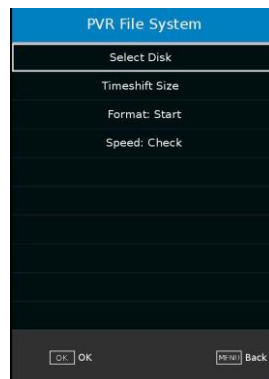 PVR File System
Select Disk
Timeshift Size
Format: Start
Speed: Check
OK OK MENU Back